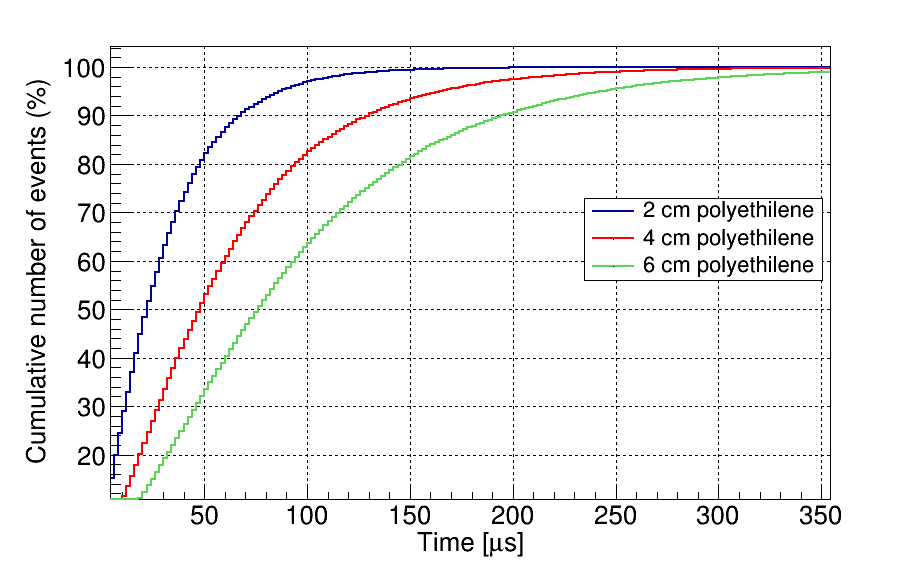 Cumulative number of events (%)
100
90
80
70
60
50
40
30
20
2 cm polyethilene
4 cm polyethilene
6 cm polyethilene
50 100 150 200 250 300 350
Time [μs]